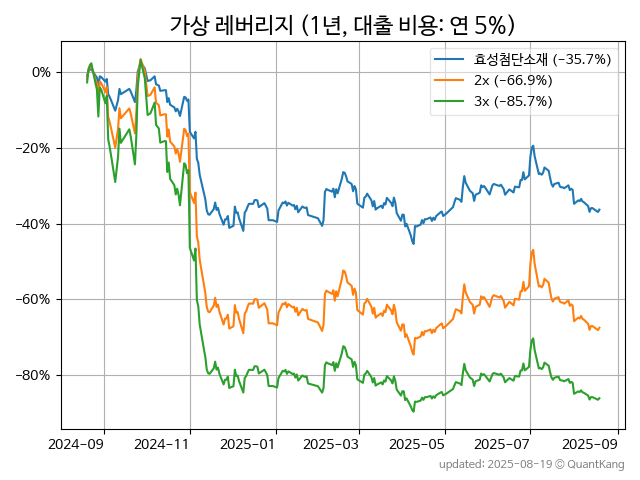 가상 레버리지 (1년, 대출 비용: 연 5%)
효성첨단소재 (−35.7%)
2x (−66.9%)
3x (−85.7%)
0%
−20%
−40%
−60%
−80%
2024−09 2024−11 2025−01 2025−03 2025−05 2025−07 2025−09
updated: 2025-08-19 © QuantKang